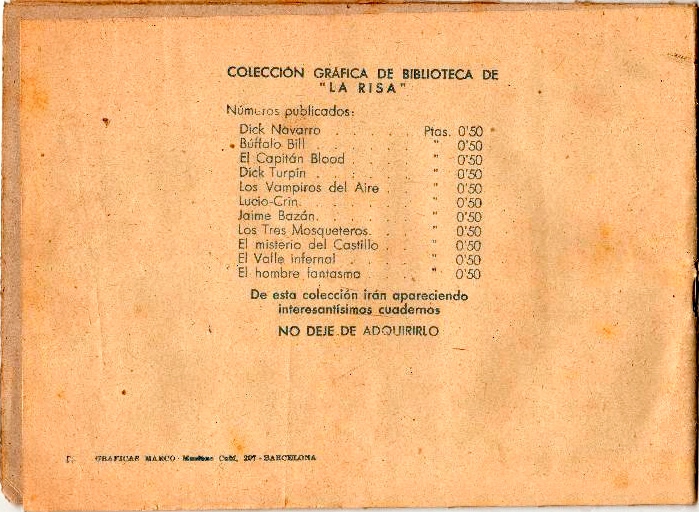 COLECCIÓN GRÁFICA DE BIBLIOTECA DE
"LA RISA"
Números publicados:
Dick Navarro . . . . . Ptas. 0'50
Búffalo Bill . . . . . . . " 0'50
El Capitán Blood . . . . " 0'50
Dick Turpin . . . . . . " 0'50
Los Vampiros del Aire . . " 0'50
Lucio-Crin. . . . . . . " 0'50
Jaime Bazán. . . . . . " 0'50
Los Tres Mosqueteros. . . " 0'50
El misterio del Castillo . . " 0'50
El Valle infernal . . . . " 0'50
El hombre fantasma . . . " 0'50
De esta colección irán apareciendo
interesantísimos cuadernos
NO DEJE DE ADQUIRIRLO
GRÁFICAS MARCO - Cubí, 207 - BARCELONA